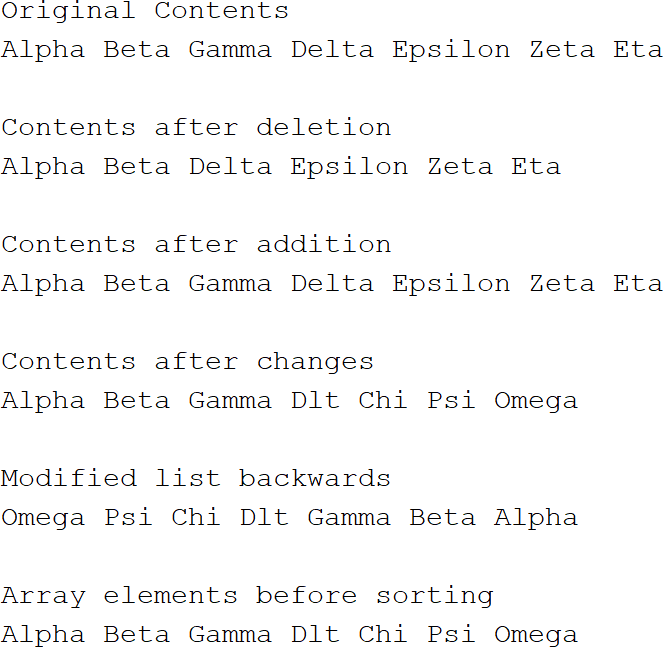 Original Contents
Alpha Beta Gamma Delta Epsilon Zeta Eta
Contents after deletion
Alpha Beta Delta Epsilon Zeta Eta
Contents after addition
Alpha Beta Gamma Delta Epsilon Zeta Eta
Contents after changes
Alpha Beta Gamma Dlt Chi Psi Omega
Modified list backwards
Omega Psi Chi Dlt Gamma Beta Alpha
Array elements before sorting
Alpha Beta Gamma Dlt Chi Psi Omega